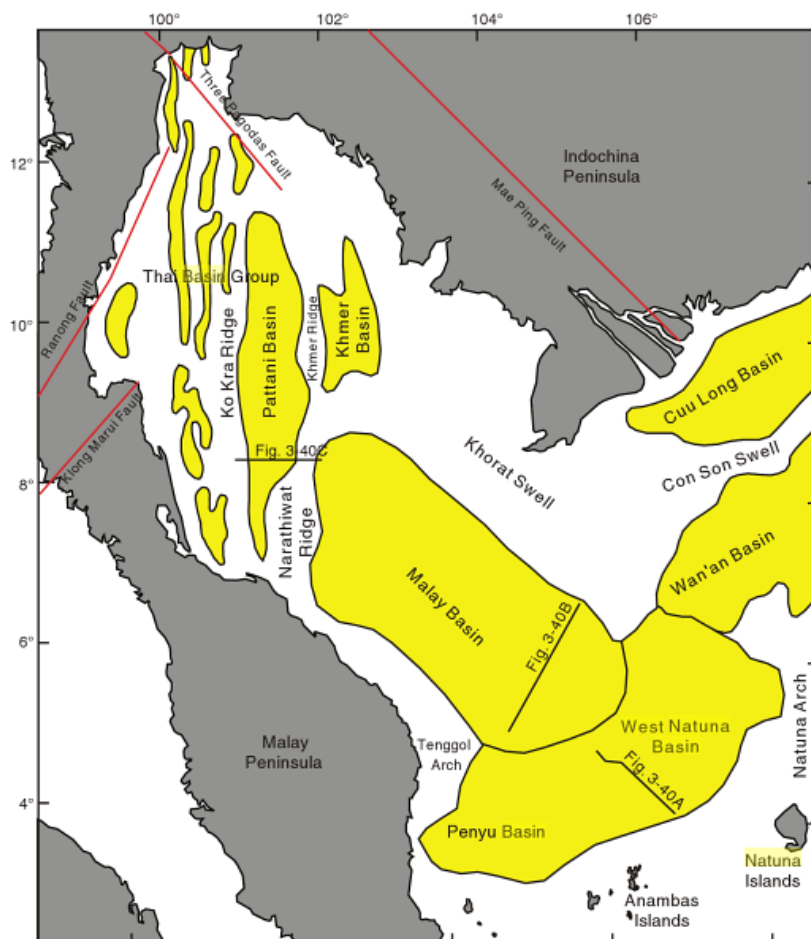 100°
102°
104°
106°
12°
10°
8°
6°
4°
Three Pagodas Fault
Mae Ping Fault
Indochina
Peninsula
Ranong Fault
Thai Basin Group
Klong Marui Fault
Ko Kra Ridge
Pattani Basin
Khmer Ridge
Khmer
Basin
Cuu Long Basin
Fig. 3-40C
Khorat Swell
Con Son Swell
Narathiwat
Ridge
Wan'an Basin
Malay Basin
Fig. 3-40B
West Natuna
Basin
Natuna Arch
Malay
Peninsula
Tenggol
Arch
Fig. 3-40A
Penyu Basin
Natuna
Islands
Anambas
Islands